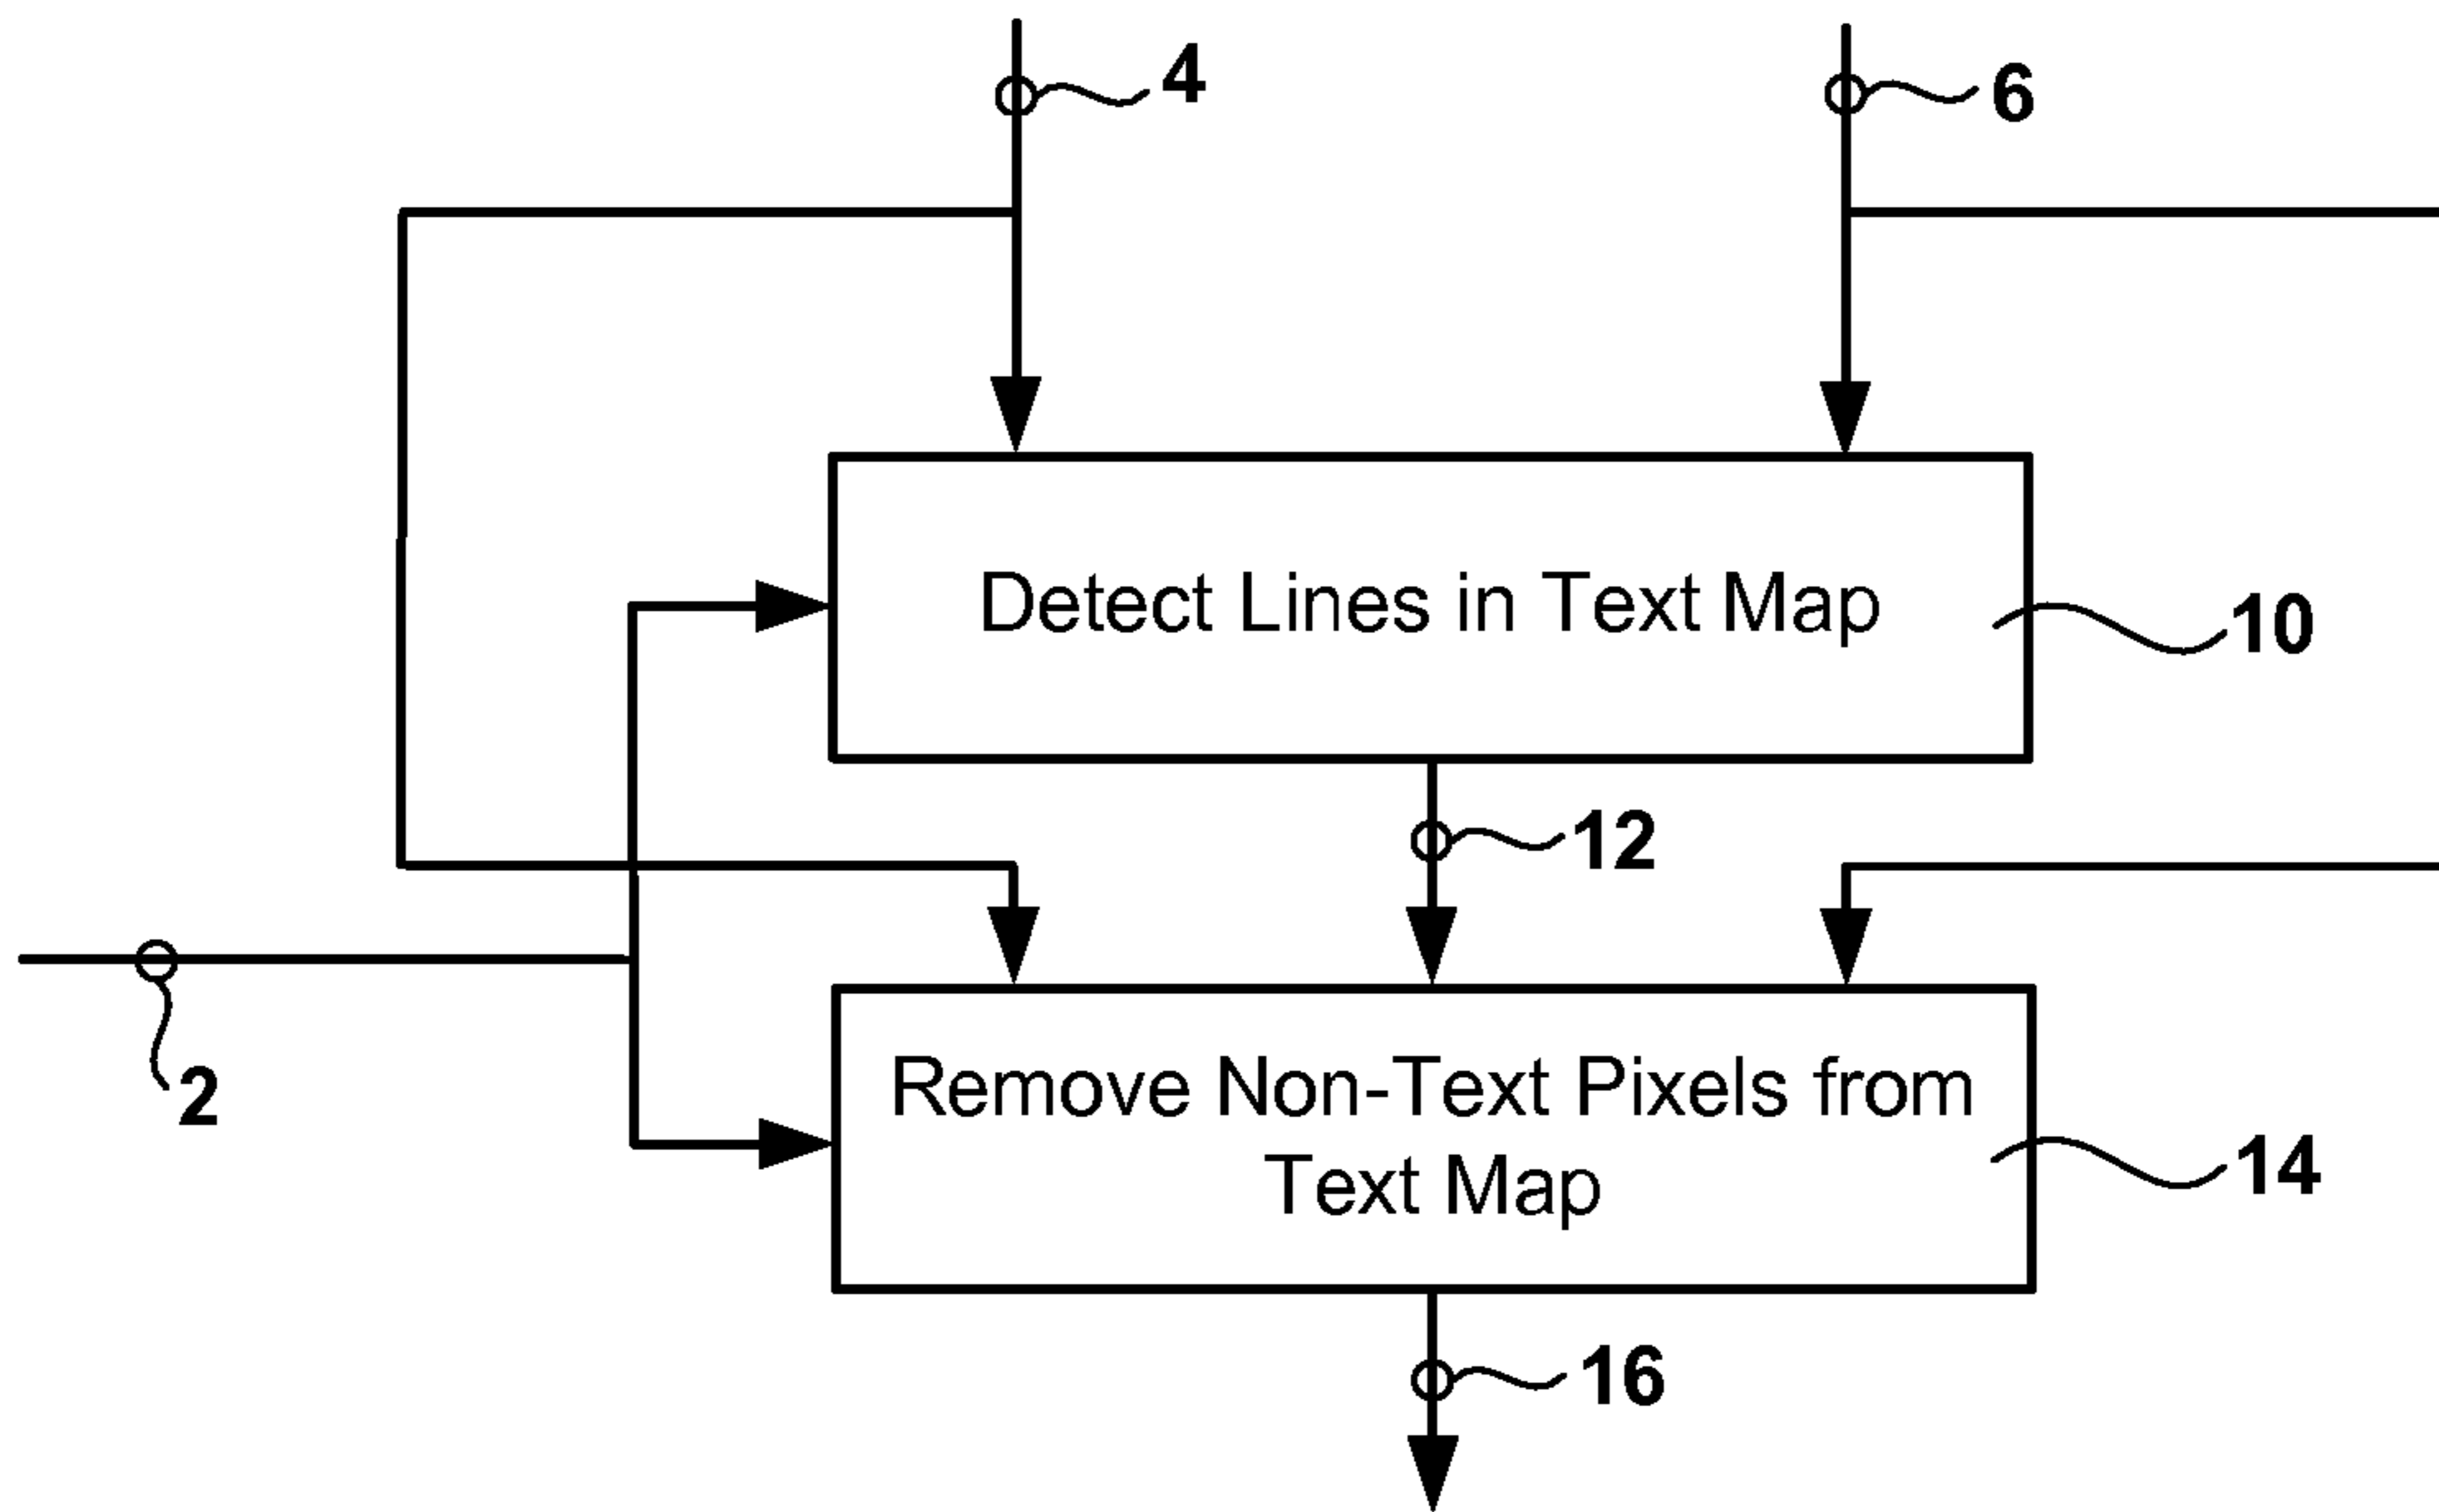 4
6
Detect Lines in Text Map
10
12
2
Remove Non-Text Pixels from
Text Map
14
16